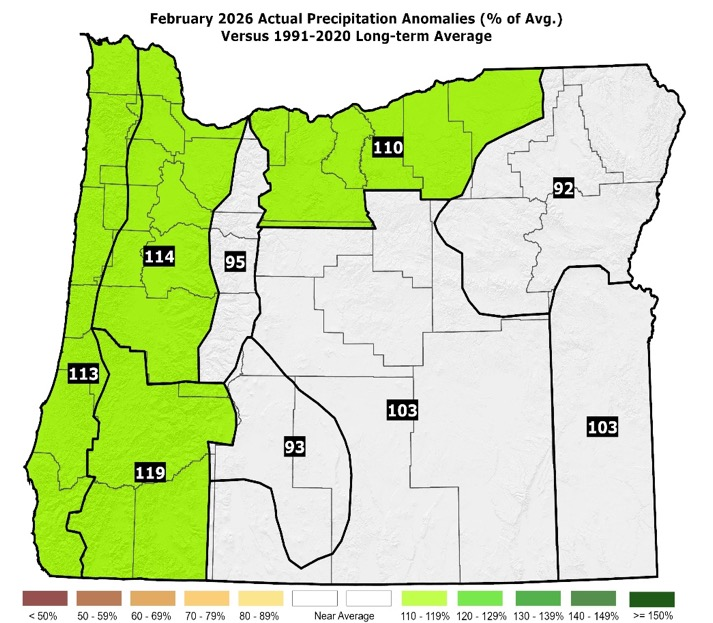 February 2026 Actual Precipitation Anomalies (% of Avg.)
Versus 1991-2020 Long-term Average
110
92
114
95
113
103
103
93
119
< 50%
50 - 59%
60 - 69%
70 - 79%
80 - 89%
Near Average
110 - 119%
120 - 129%
130 - 139%
140 - 149%
>= 150%